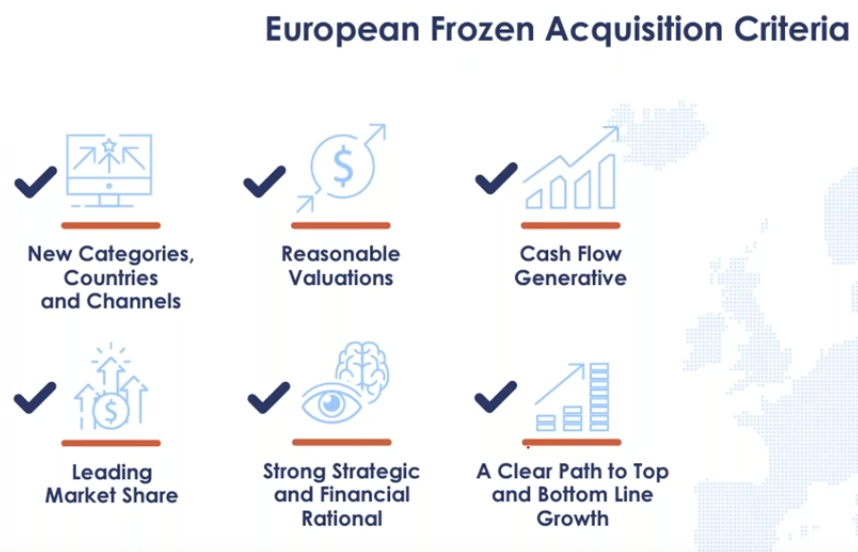 European Frozen Acquisition Criteria
$
New Categories,
Countries
and Channels
Reasonable
Valuations
Cash Flow
Generative
$
Leading
Market Share
Strong Strategic
and Financial
Rational
A Clear Path to Top
and Bottom Line
Growth